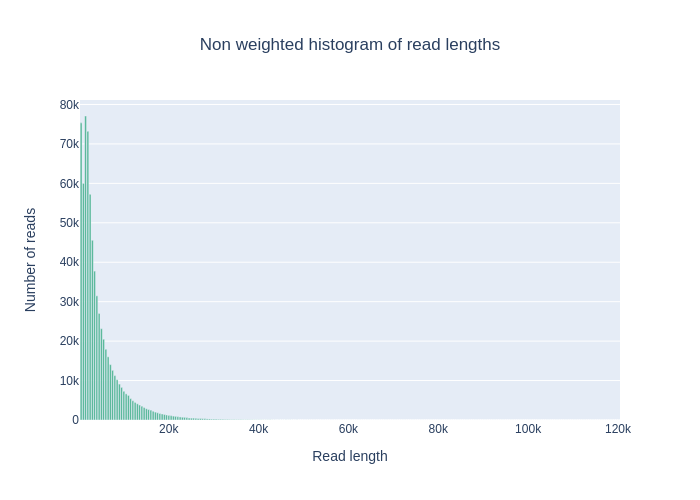 Non weighted histogram of read lengths
80k
70k
60k
50k
40k
30k
20k
10k
0
20k 40k 60k 80k 100k 120k
Read length
Number of reads